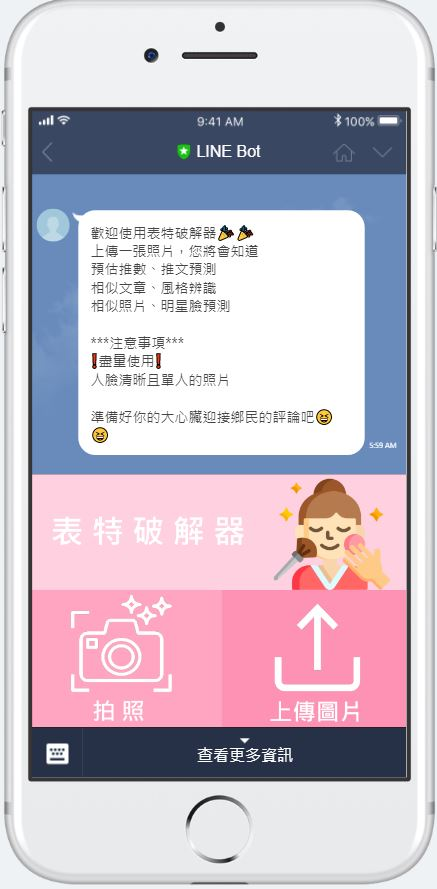 9:41 AM
100%
LINE Bot
歡迎使用表特破解器🎉🎉
上傳一張照片，您將會知道
預估推數、推文預測
相似文章、風格辨識
相似照片、明星臉預測
***注意事項***
❗盡量使用❗
人臉清晰且單人的照片
準備好你的大心臟迎接鄉民的評論吧😆
😆
5:59 AM
表特破解器
拍照
上傳圖片
查看更多資訊